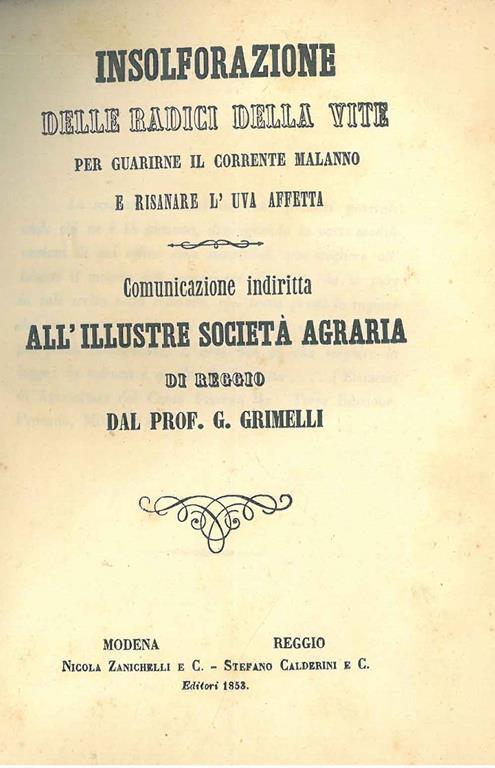 INSOLFORAZIONE
DELLE RADICI DELLA VITE
PER GUARIRNE IL CORRENTE MALANNO
E RISANARE L' UVA AFFETTA
Comunicazione indiritta
ALL' ILLUSTRE SOCIETÀ AGRARIA
DI REGGIO
DAL PROF. G. GRIMELLI
MODENA REGGIO
NICOLA ZANICHELLI E C. - STEFANO CALDERINI E C.
Editori 1853.